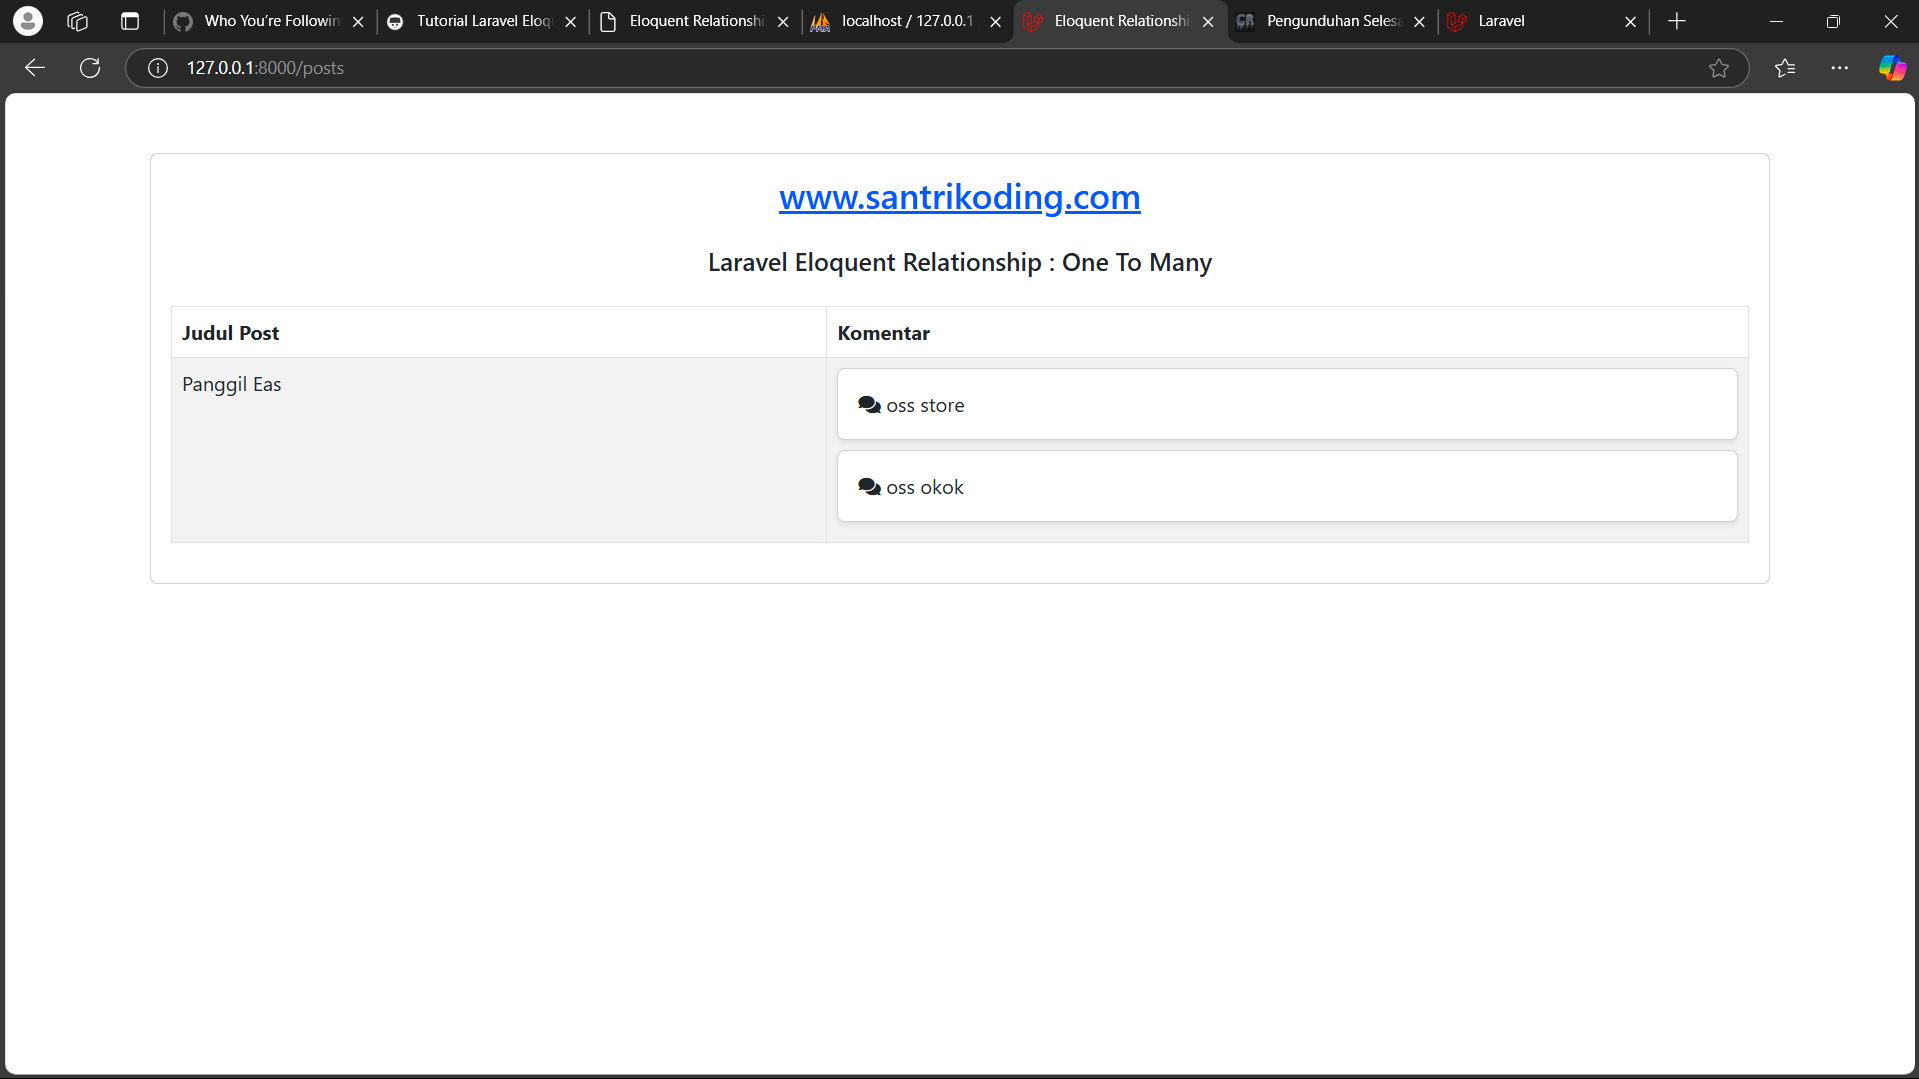 Who You're Followin
Tutorial Laravel Eloq
Eloquent Relationshi
localhost / 127.0.0.1
Eloquent Relationshi
Pengunduhan Selesa
Laravel
127.0.0.1:8000/posts
www.santrikoding.com
Laravel Eloquent Relationship : One To Many
Judul Post
Komentar
Panggil Eas
oss store
oss okok